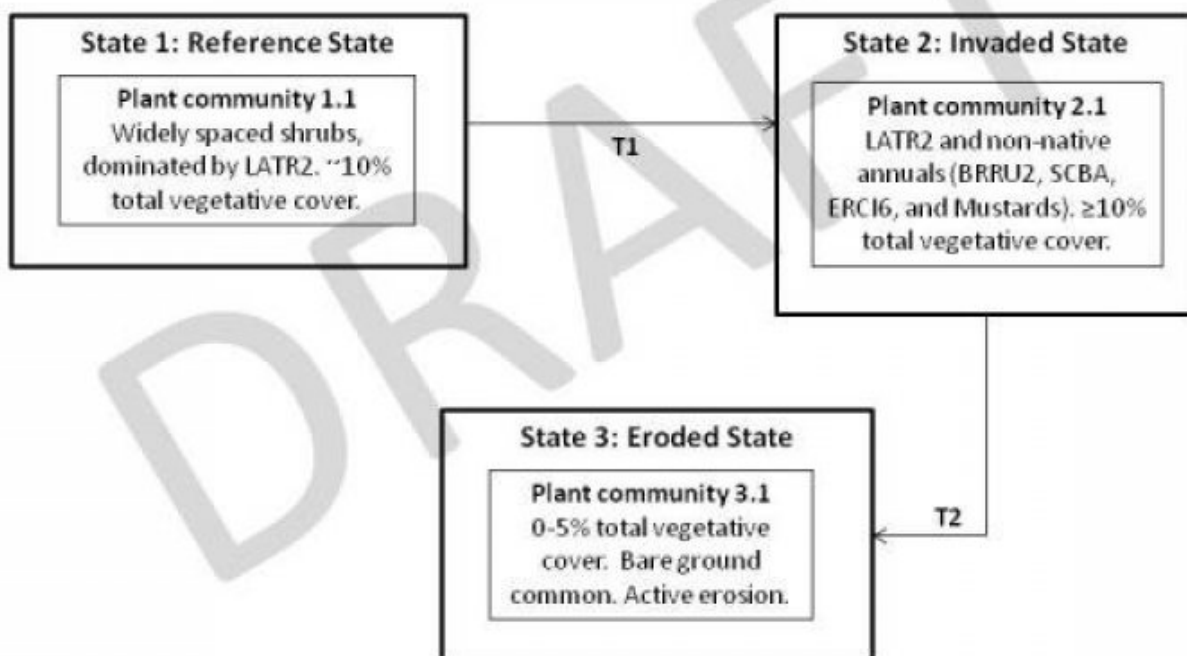 State 1: Reference State
Plant community 1.1
Widely spaced shrubs,
dominated by LATR2. ~10%
total vegetative cover.
T1
State 2: Invaded State
Plant community 2.1
LATR2 and non-native
annuals (BRRU2, SCBA,
ERCI6, and Mustards). ≥10%
total vegetative cover.
State 3: Eroded State
Plant community 3.1
0-5% total vegetative
cover.  Bare ground
common. Active erosion.
T2
DRAFT